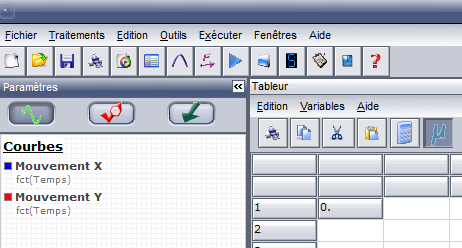 Fichier Traitements Edition Outils Exécuter Fenêtres Aide
Paramètres
Courbes
Mouvement X
fct(Temps)
Mouvement Y
fct(Temps)
Tableur
Edition Variables Aide
µ
1 0.
2